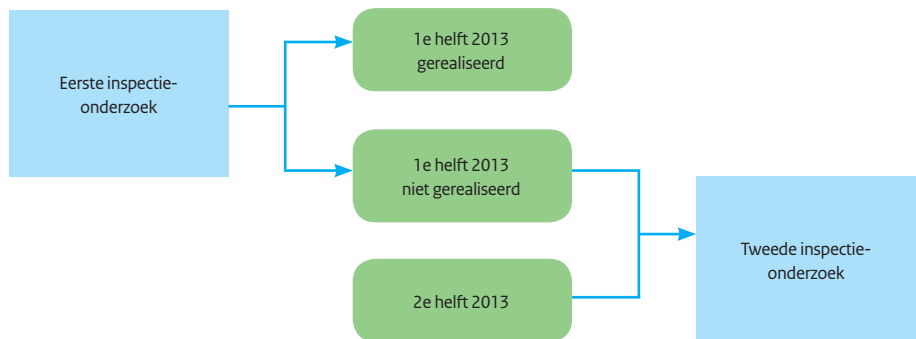 Eerste inspectie-
onderzoek
1e helft 2013
gerealiseerd
1e helft 2013
niet gerealiseerd
2e helft 2013
Tweede inspectie-
onderzoek